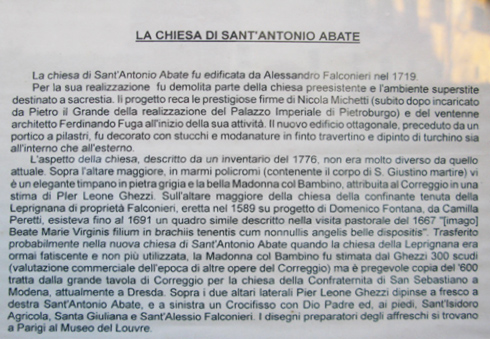 LA CHIESA DI SANT'ANTONIO ABATE
La chiesa di Sant'Antonio Abate fu edificata da Alessandro Falconieri nel 1719.
Per la sua realizzazione fu demolita parte della chiesa preesistente e l'ambiente superstite
destinato a sacrestia. Il progetto reca le prestigiose firme di Nicola Michetti (subito dopo incaricato
da Pietro il Grande della realizzazione del Palazzo Imperiale di Pietroburgo) e del ventenne
architetto Ferdinando Fuga all'inizio della sua attività. Il nuovo edificio ottagonale, preceduto da un
portico a pilastri, fu decorato con stucchi e modanature in finto travertino e dipinto di turchino sia
all'interno che all'esterno.
L'aspetto della chiesa, descritto da un inventario del 1776, non era molto diverso da quello
attuale. Sopra l'altare maggiore, in marmi policromi (contenente il corpo di S. Giustino martire) vi
è un elegante timpano in pietra grigia e la bella Madonna col Bambino, attribuita al Correggio in una
stima di Pier Leone Ghezzi. Sull'altare maggiore della chiesa della confinante tenuta della
Leprignana di proprietà Falconieri, eretta nel 1589 su progetto di Domenico Fontana, da Camilla
Peretti, esisteva fino al 1691 un quadro simile descritto nella visita pastorale del 1667 "[imago]
Beate Marie Virginis filium in brachiis tenentis cum nonnullis angelis belle dispositis". Trasferito
probabilmente nella nuova chiesa di Sant'Antonio Abate quando la chiesa della Leprignana era
ormai fatiscente e non più utilizzata, la Madonna col Bambino fu stimata dal Ghezzi 300 scudi
(valutazione commerciale dell'epoca di altre opere del Correggio) ma è pregevole copia del '600
tratta dalla grande tavola di Correggio per la chiesa della Confraternita di San Sebastiano a
Modena, attualmente a Dresda. Sopra i due altari laterali Pier Leone Ghezzi dipinse a fresco a
destra Sant'Antonio Abate, e a sinistra un Crocifisso con Dio Padre ed, ai piedi, Sant'Isidoro
Agricola, Santa Giuliana e Sant'Alessio Falconieri. I disegni preparatori degli affreschi si trovano
a Parigi al Museo del Louvre.